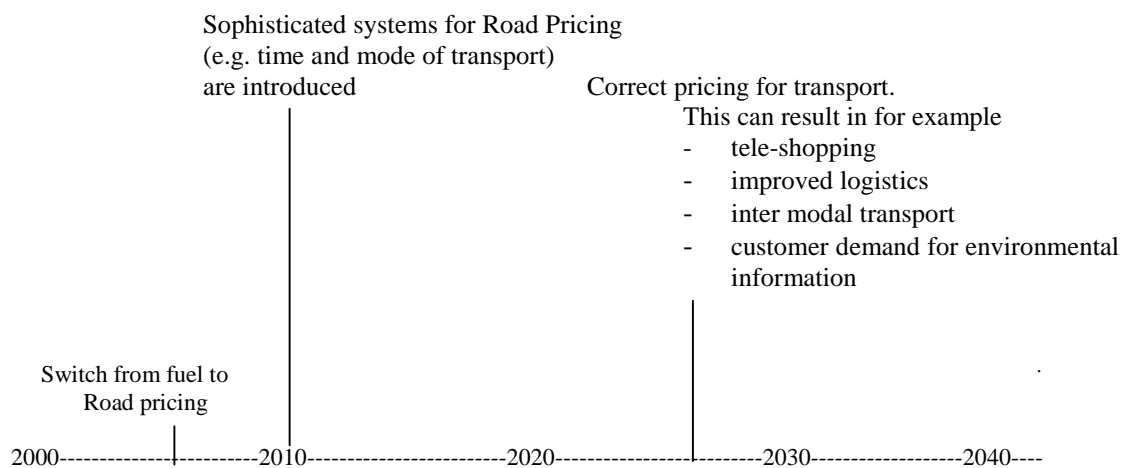 Sophisticated systems for Road Pricing
(e.g. time and mode of transport)
are introduced
Correct pricing for transport.
This can result in for example
- tele-shopping
- improved logistics
- inter modal transport
- customer demand for environmental
information
Switch from fuel to
Road pricing
.
2000-------------------------2010-------------------------2020--------------------------2030--------------------2040----